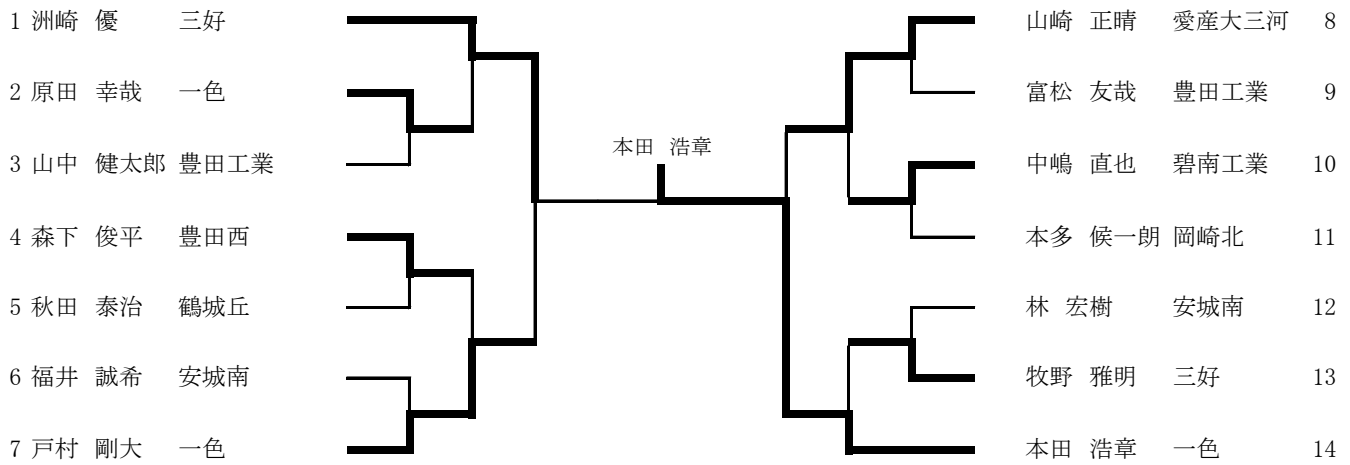 1 洲崎 優 三好
2 原田 幸哉 一色
3 山中 健太郎 豊田工業
4 森下 俊平 豊田西
5 秋田 泰治 鶴城丘
6 福井 誠希 安城南
7 戸村 剛大 一色
本田 浩章
山崎 正晴 愛産大三河 8
富松 友哉 豊田工業 9
中嶋 直也 碧南工業 10
本多 候一朗 岡崎北 11
林 宏樹 安城南 12
牧野 雅明 三好 13
本田 浩章 一色 14